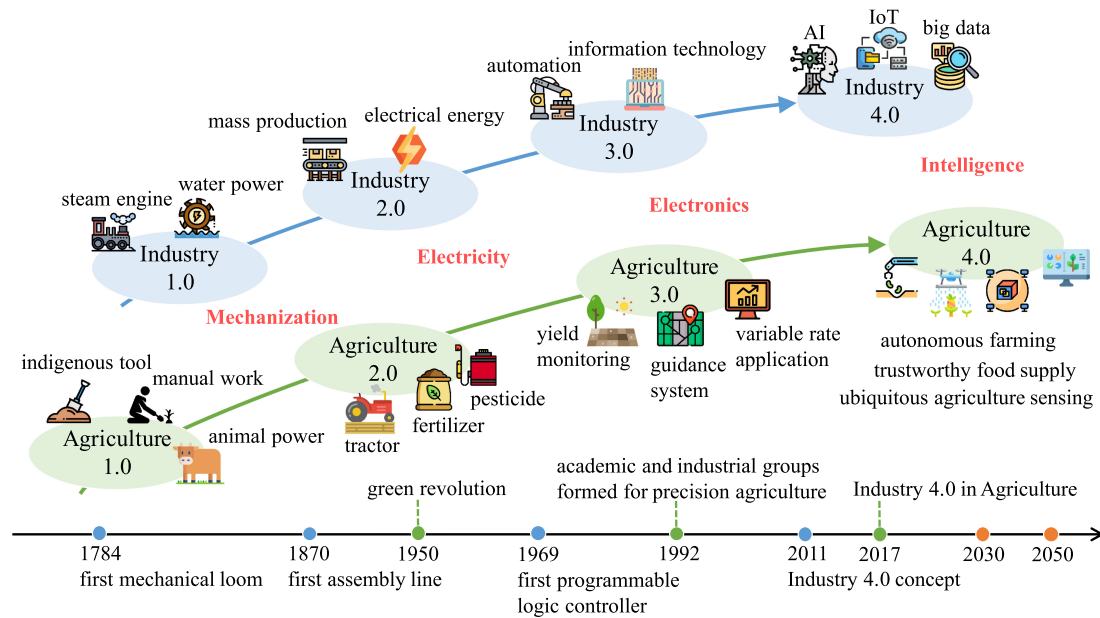 AI
IoT
big data
Industry
4.0
information technology
automation
Industry
3.0
mass production
electrical energy
Industry
2.0
steam engine
water power
Industry
1.0
Mechanization
Electricity
Electronics
Intelligence
indigenous tool
manual work
animal power
Agriculture
1.0
Agriculture
2.0
tractor
fertilizer
pesticide
Agriculture
3.0
yield
monitoring
guidance
system
variable rate
application
Agriculture
4.0
autonomous farming
trustworthy food supply
ubiquitous agriculture sensing
green revolution
academic and industrial groups
formed for precision agriculture
Industry 4.0 in Agriculture
1784
first mechanical loom
1870
first assembly line
1950
1969
first programmable
logic controller
1992
2011
Industry 4.0 concept
2017
2030
2050